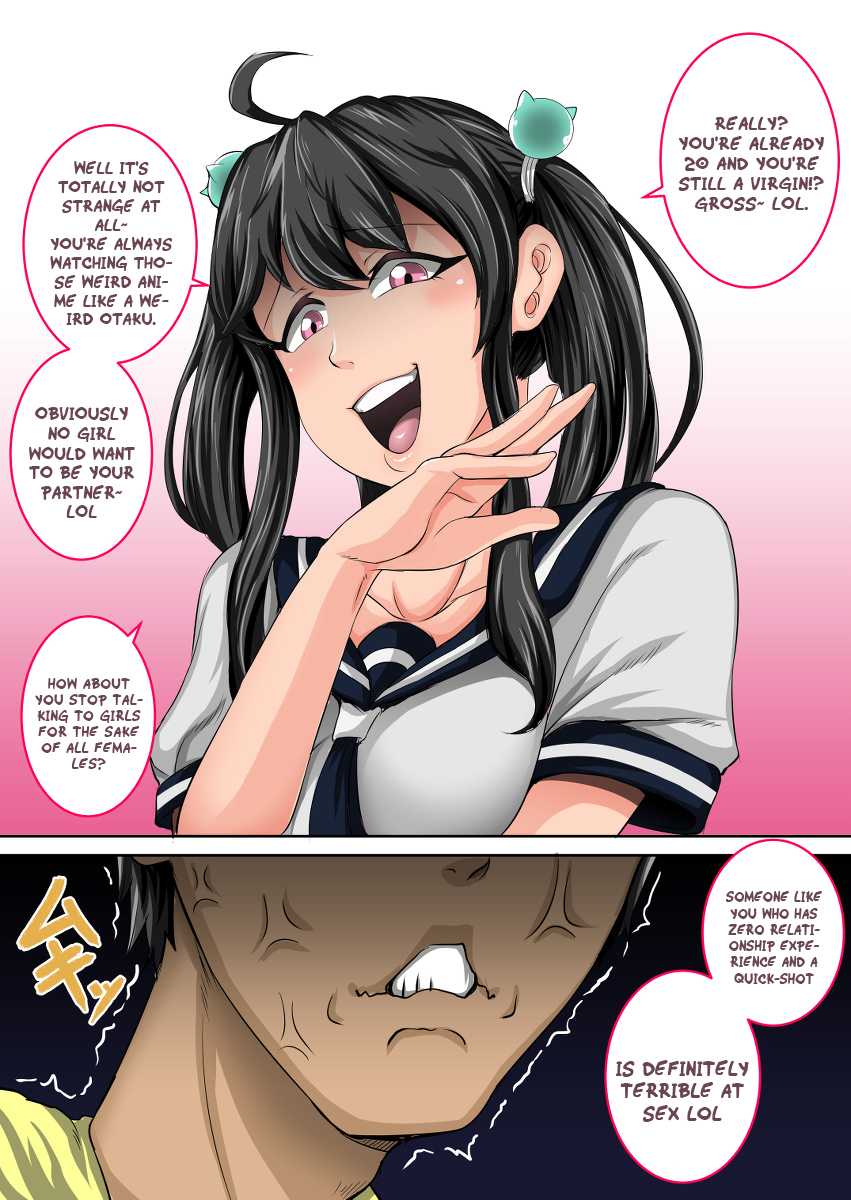 REALLY?
YOU'RE ALREADY
20 AND YOU'RE
STILL A VIRGIN!?
GROSS~ LOL.
WELL IT'S
TOTALLY NOT
STRANGE AT
ALL~
YOU'RE ALWAYS
WATCHING THO-
SE WEIRD ANI-
ME LIKE A WE-
IRD OTAKU.
OBVIOUSLY
NO GIRL
WOULD WANT
TO BE YOUR
PARTNER~
LOL
HOW ABOUT
YOU STOP TAL-
KING TO GIRLS
FOR THE SAKE
OF ALL FEMA-
LES?
ムキッ
SOMEONE LIKE
YOU WHO HAS
ZERO RELATI-
ONSHIP EXPE-
RIENCE AND A
QUICK-SHOT
IS DEFINITELY
TERRIBLE AT
SEX LOL